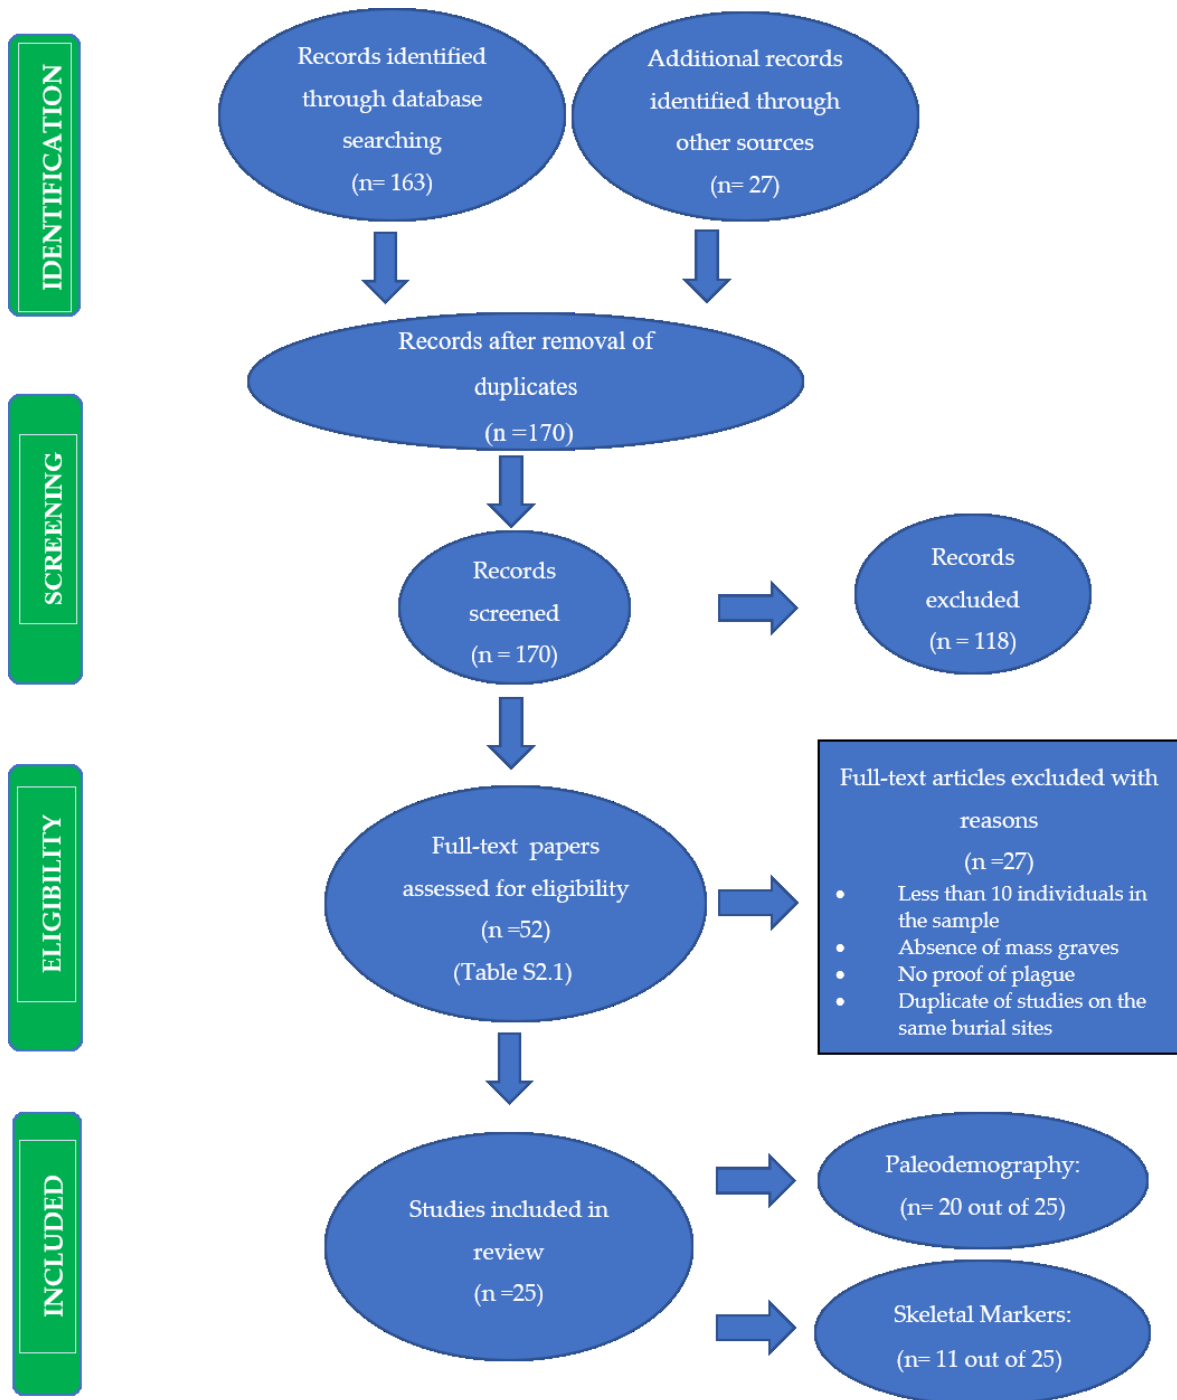 IDENTIFICATION
Records identified
through database
searching
(n= 163)
Additional records
identified through
other sources
(n= 27)
Records after removal of
duplicates
(n =170)
SCREENING
Records
screened
(n = 170)
Records
excluded
(n = 118)
ELIGIBILITY
Full-text papers
assessed for eligibility
(n =52)
(Table S2.1)
Full-text articles excluded with
reasons
(n =27)
• Less than 10 individuals in
the sample
• Absence of mass graves
• No proof of plague
• Duplicate of studies on the
same burial sites
INCLUDED
Studies included in
review
(n =25)
Paleodemography:
(n= 20 out of 25)
Skeletal Markers:
(n= 11 out of 25)